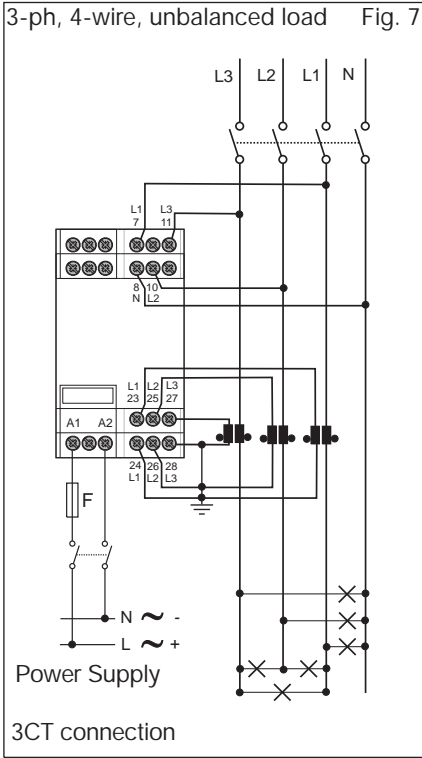 3-ph, 4-wire, unbalanced load Fig. 7
L3 L2 L1 N
L1 L3
7 11
8 10
N L2
L1 L2 L3
23 25 27
A1 A2
24 26 28
L1 L2 L3
F
N ~ -
L ~ +
Power Supply
3CT connection